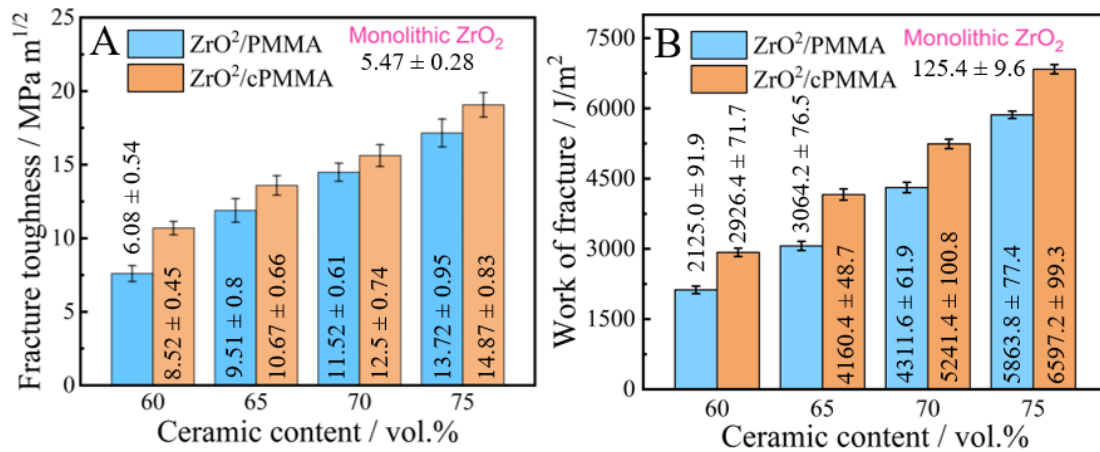 A
ZrO²/PMMA
ZrO²/cPMMA
Monolithic ZrO₂
5.47 ± 0.28
Fracture toughness / MPa m^1/2
25
20
15
10
5
0
6.08 ± 0.54
8.52 ± 0.45
9.51 ± 0.8
10.67 ± 0.66
11.52 ± 0.61
12.5 ± 0.74
13.72 ± 0.95
14.87 ± 0.83
60
65
70
75
Ceramic content / vol.%
B
ZrO²/PMMA
ZrO²/cPMMA
Monolithic ZrO₂
125.4 ± 9.6
Work of fracture / J/m²
7500
6000
4500
3000
1500
0
2125.0 ± 91.9
2926.4 ± 71.7
3064.2 ± 76.5
4160.4 ± 48.7
4311.6 ± 61.9
5241.4 ± 100.8
5863.8 ± 77.4
6597.2 ± 99.3
60
65
70
75
Ceramic content / vol.%